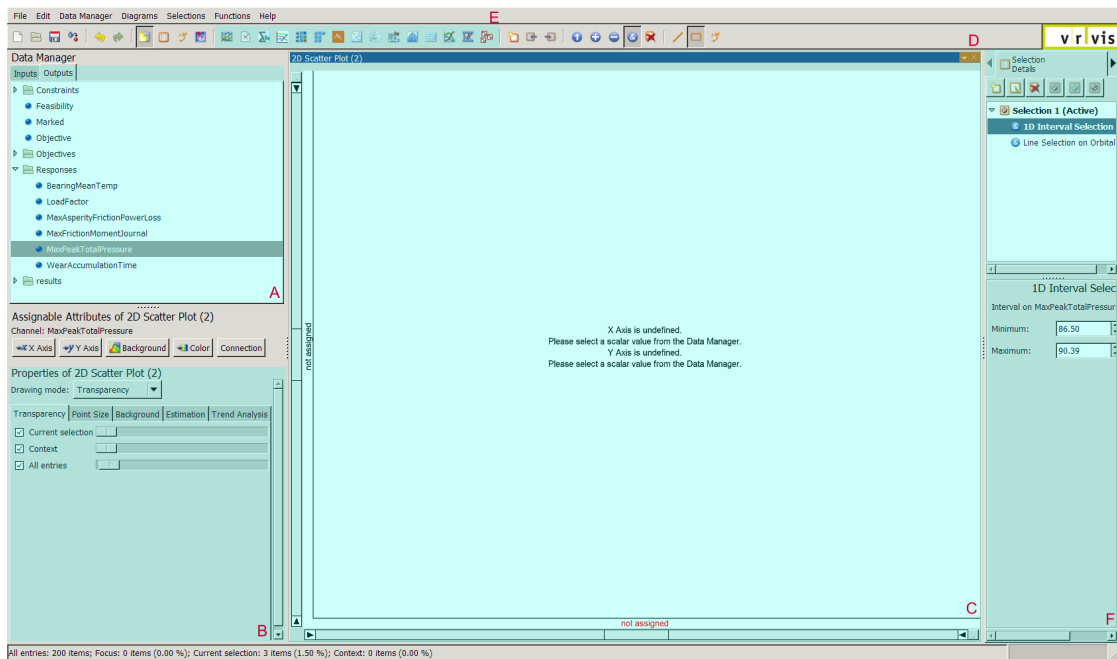 File Edit Data Manager Diagrams Selections Functions Help
E
D
vrvis
Data Manager
Inputs Outputs
Constraints
Feasibility
Marked
Objective
Objectives
Responses
BearingMeanTemp
LoadFactor
MaxAsperityFrictionPowerLoss
MaxFrictionMomentJournal
MaxPeakTotalPressure
WearAccumulationTime
results
A
Assignable Attributes of 2D Scatter Plot (2)
Channel: MaxPeakTotalPressure
X Axis Y Axis Background Color Connection
Properties of 2D Scatter Plot (2)
Drawing mode: Transparency
Transparency Point Size Background Estimation Trend Analysis
Current selection
Context
All entries
B
2D Scatter Plot (2)
not assigned
X Axis is undefined.
Please select a scalar value from the Data Manager.
Y Axis is undefined.
Please select a scalar value from the Data Manager.
C
not assigned
Selection
Details
Selection 1 (Active)
1D Interval Selection
Line Selection on Orbital
1D Interval Selec
Interval on MaxPeakTotalPressur
Minimum: 86.50
Maximum: 90.39
F
All entries: 200 items; Focus: 0 items (0.00 %); Current selection: 3 items (1.50 %); Context: 0 items (0.00 %)